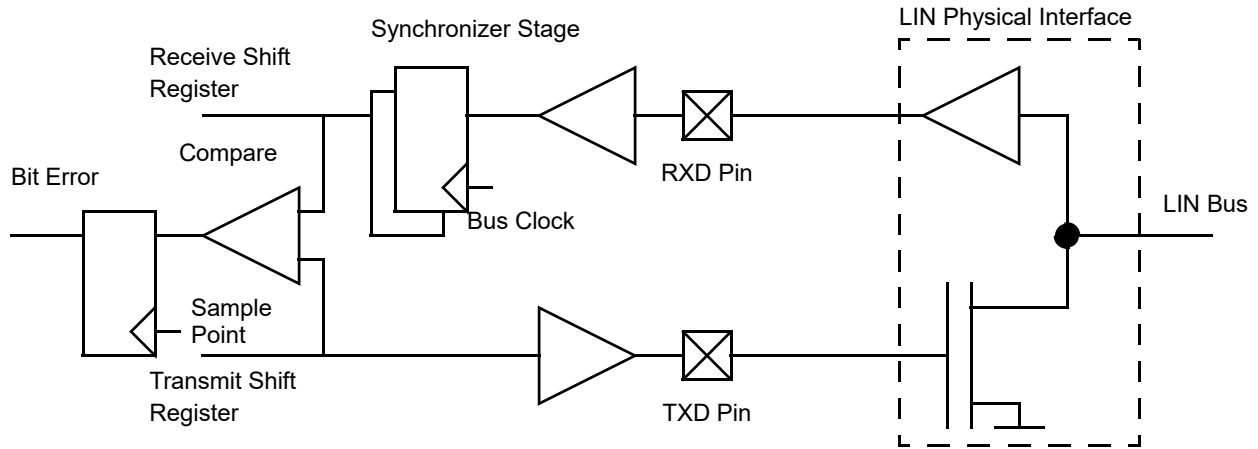 LIN Physical Interface
Synchronizer Stage
Receive Shift
Register
Compare
RXD Pin
Bit Error
LIN Bus
Bus Clock
Sample
Point
Transmit Shift
Register
TXD Pin